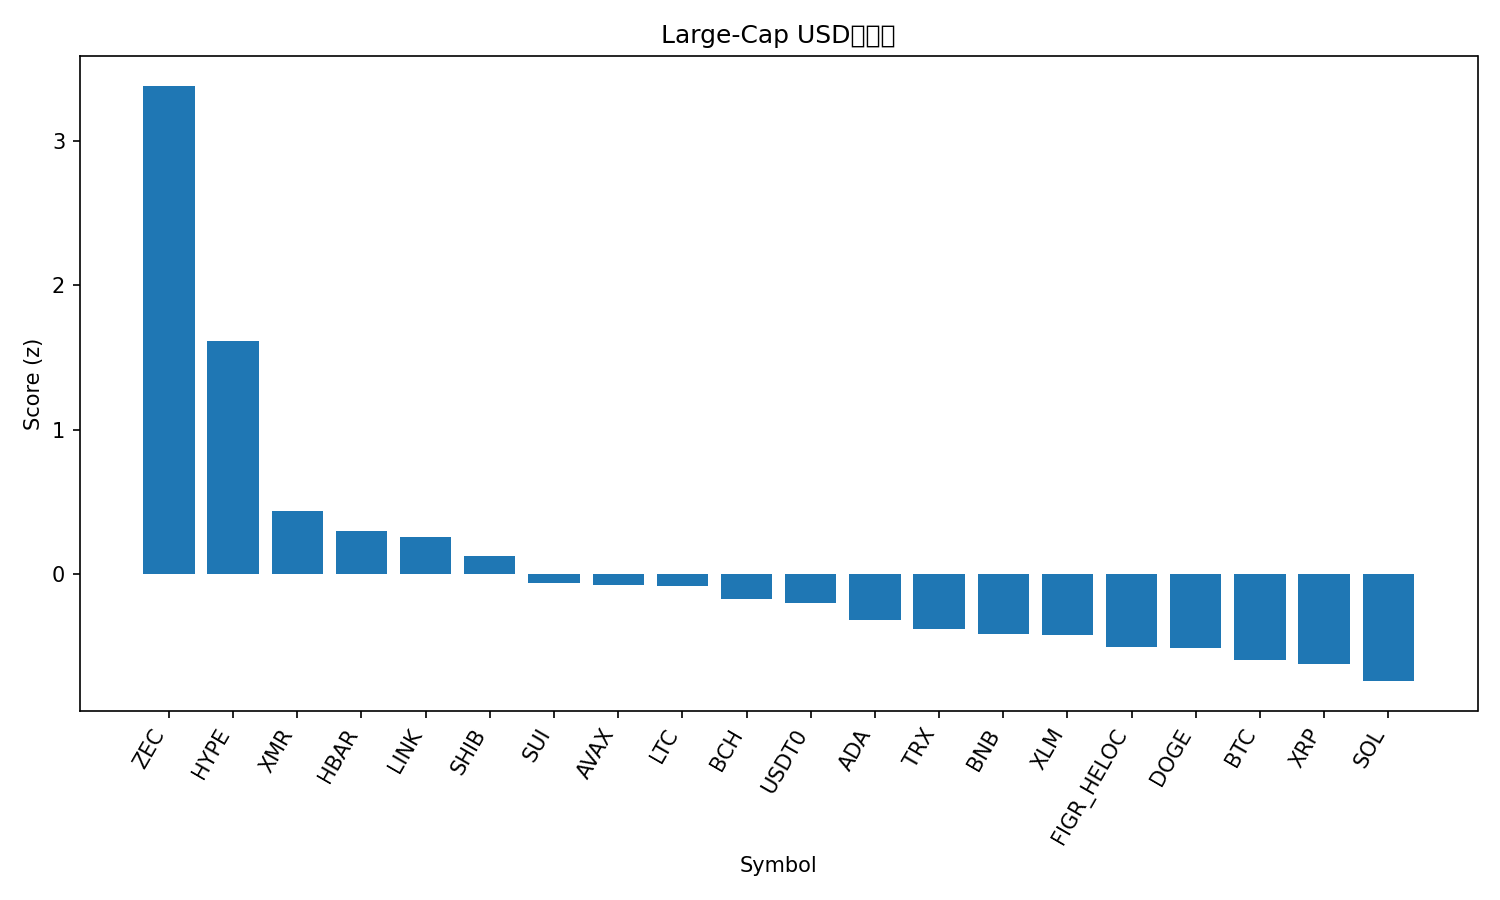 Large-Cap USD
3
2
1
0
Score (z)
ZEC
HYPE
XMR
HBAR
LINK
SHIB
SUI
AVAX
LTC
BCH
USDT0
ADA
TRX
BNB
XLM
FIGR_HELOC
DOGE
BTC
XRP
SOL
Symbol